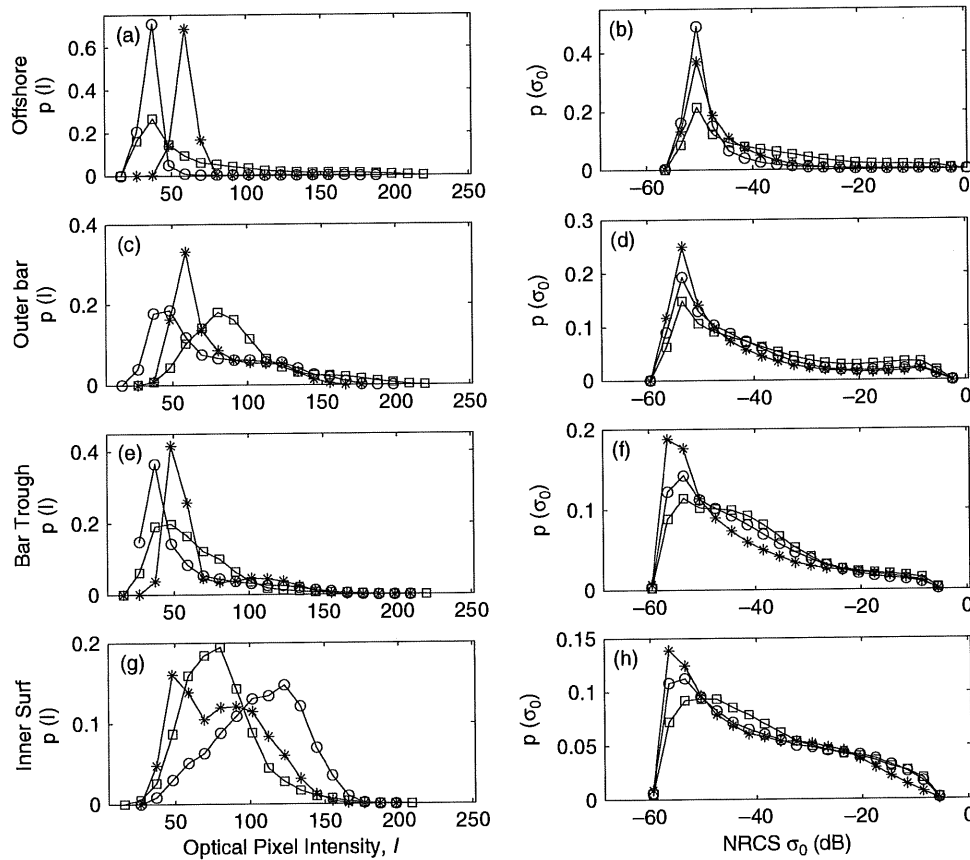 Offshore
p (I)
(a)
0.6
0.4
0.2
0
50 100 150 200 250
p (σ0)
(b)
0.4
0.2
0
−60 −40 −20 0
Outer bar
p (I)
(c)
0.4
0.2
0
50 100 150 200 250
p (σ0)
(d)
0.3
0.2
0.1
0
−60 −40 −20 0
Bar Trough
p (I)
(e)
0.4
0.2
0
50 100 150 200 250
p (σ0)
(f)
0.2
0.1
0
−60 −40 −20 0
Inner Surf
p (I)
(g)
0.2
0.1
0
50 100 150 200 250
Optical Pixel Intensity, I
p (σ0)
(h)
0.15
0.1
0.05
0
−60 −40 −20 0
NRCS σ0 (dB)